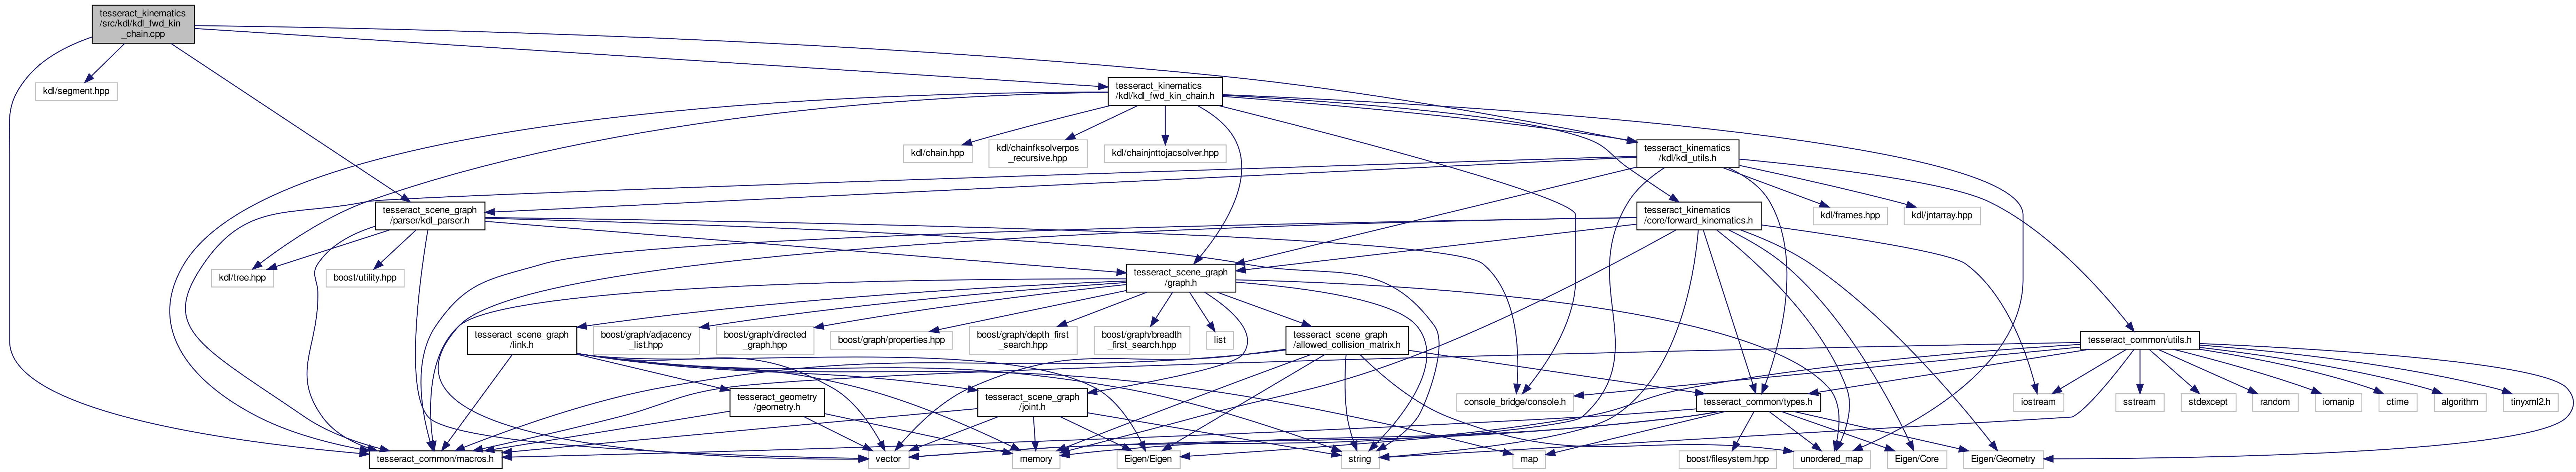 tesseract_kinematics
/src/kdl/kdl_fwd_kin
_chain.cpp
kdl/segment.hpp
tesseract_kinematics
/kdl/kdl_fwd_kin_chain.h
kdl/chain.hpp
kdl/chainfksolverpos
_recursive.hpp
kdl/chainjnttojacsolver.hpp
tesseract_kinematics
/kdl/kdl_utils.h
tesseract_scene_graph
/parser/kdl_parser.h
tesseract_kinematics
/core/forward_kinematics.h
kdl/frames.hpp
kdl/jntarray.hpp
kdl/tree.hpp
boost/utility.hpp
tesseract_scene_graph
/graph.h
tesseract_scene_graph
/link.h
boost/graph/adjacency
_list.hpp
boost/graph/directed
_graph.hpp
boost/graph/properties.hpp
boost/graph/depth_first
_search.hpp
boost/graph/breadth
_first_search.hpp
list
tesseract_scene_graph
/allowed_collision_matrix.h
tesseract_common/utils.h
tesseract_geometry
/geometry.h
tesseract_scene_graph
/joint.h
console_bridge/console.h
tesseract_common/types.h
iostream
sstream
stdexcept
random
iomanip
ctime
algorithm
tinyxml2.h
tesseract_common/macros.h
vector
memory
Eigen/Eigen
string
map
boost/filesystem.hpp
unordered_map
Eigen/Core
Eigen/Geometry